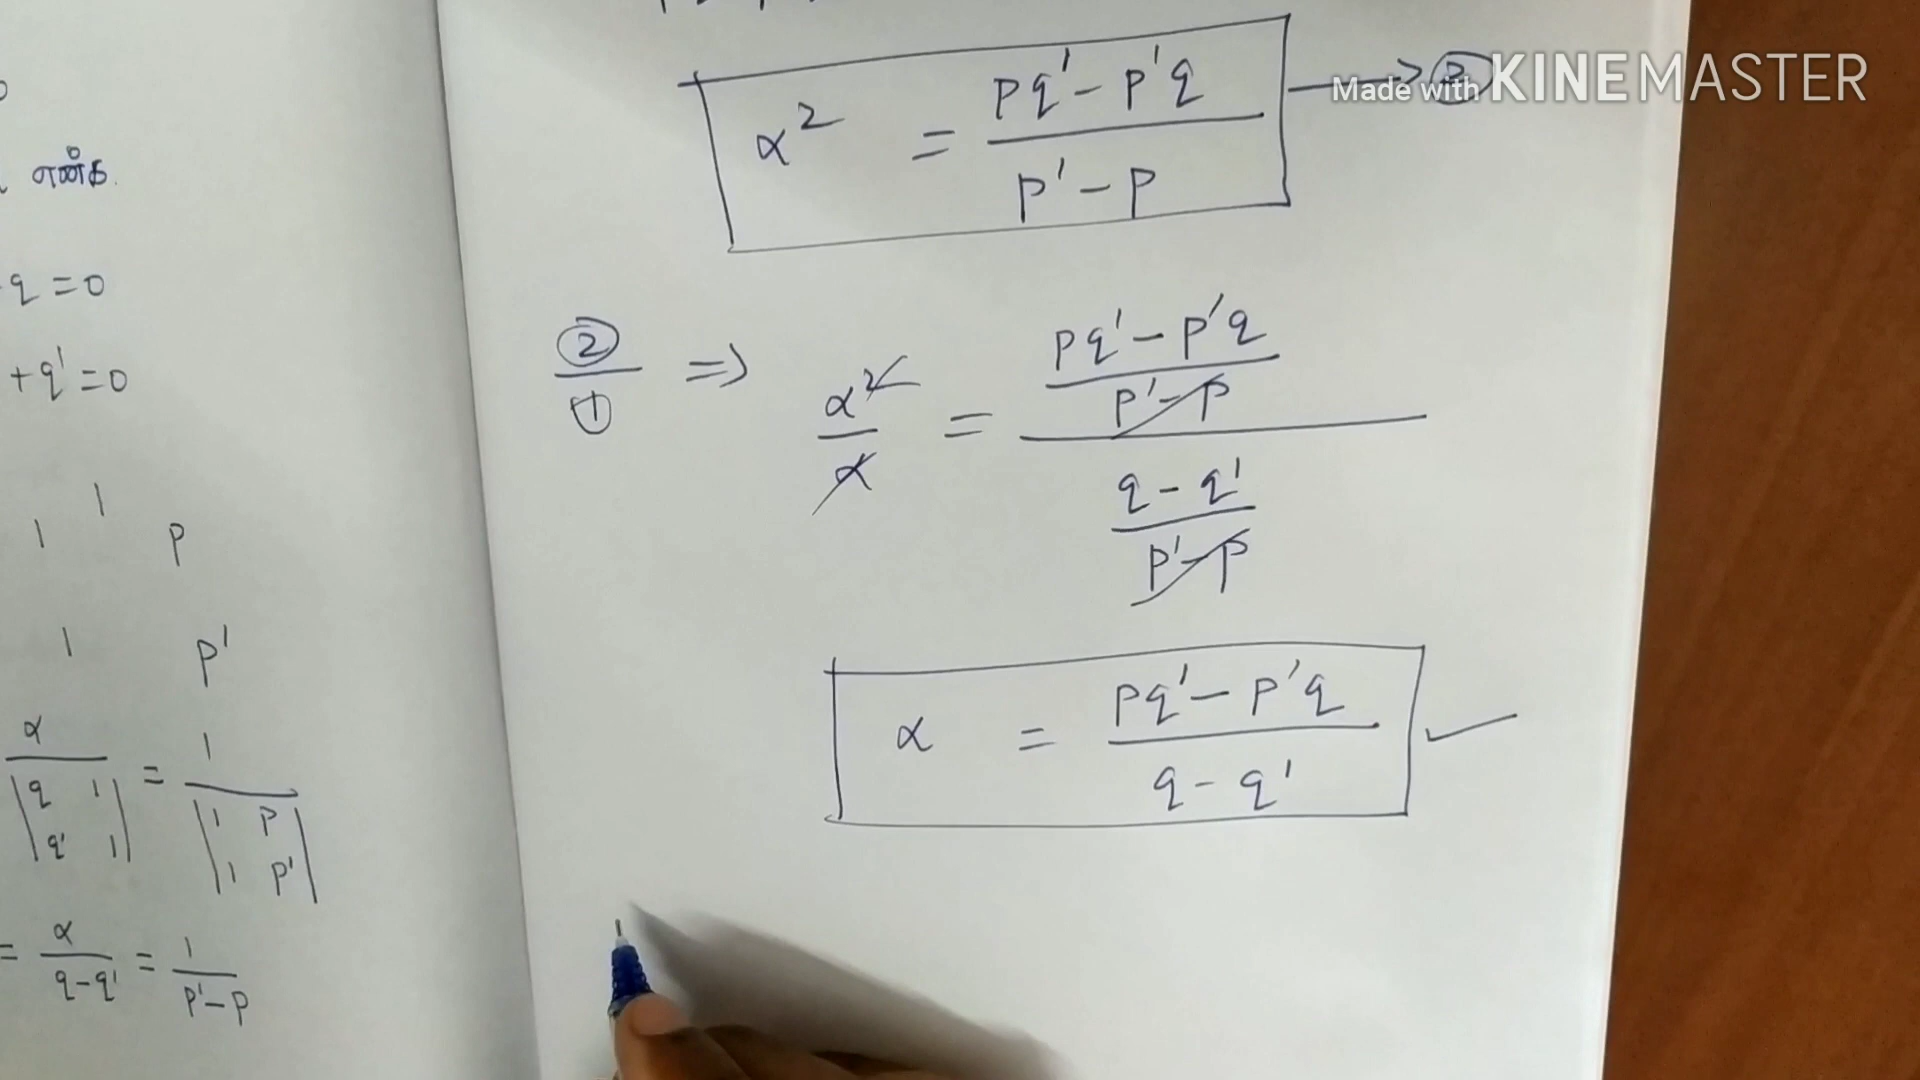 என்க.
q = 0
+ q' = 0
1 1 p
1 p'
α / |q 1; q' 1| = 1 / |1 p; 1 p'|
= α / (q - q') = 1 / (p' - p)
α² = (pq' - p'q) / (p' - p) → ②
Made with KINEMASTER
② / ① ⇒ α² / α = ((pq' - p'q) / (p' - p)) / ((q - q') / (p' - p))
α = (pq' - p'q) / (q - q') ✓